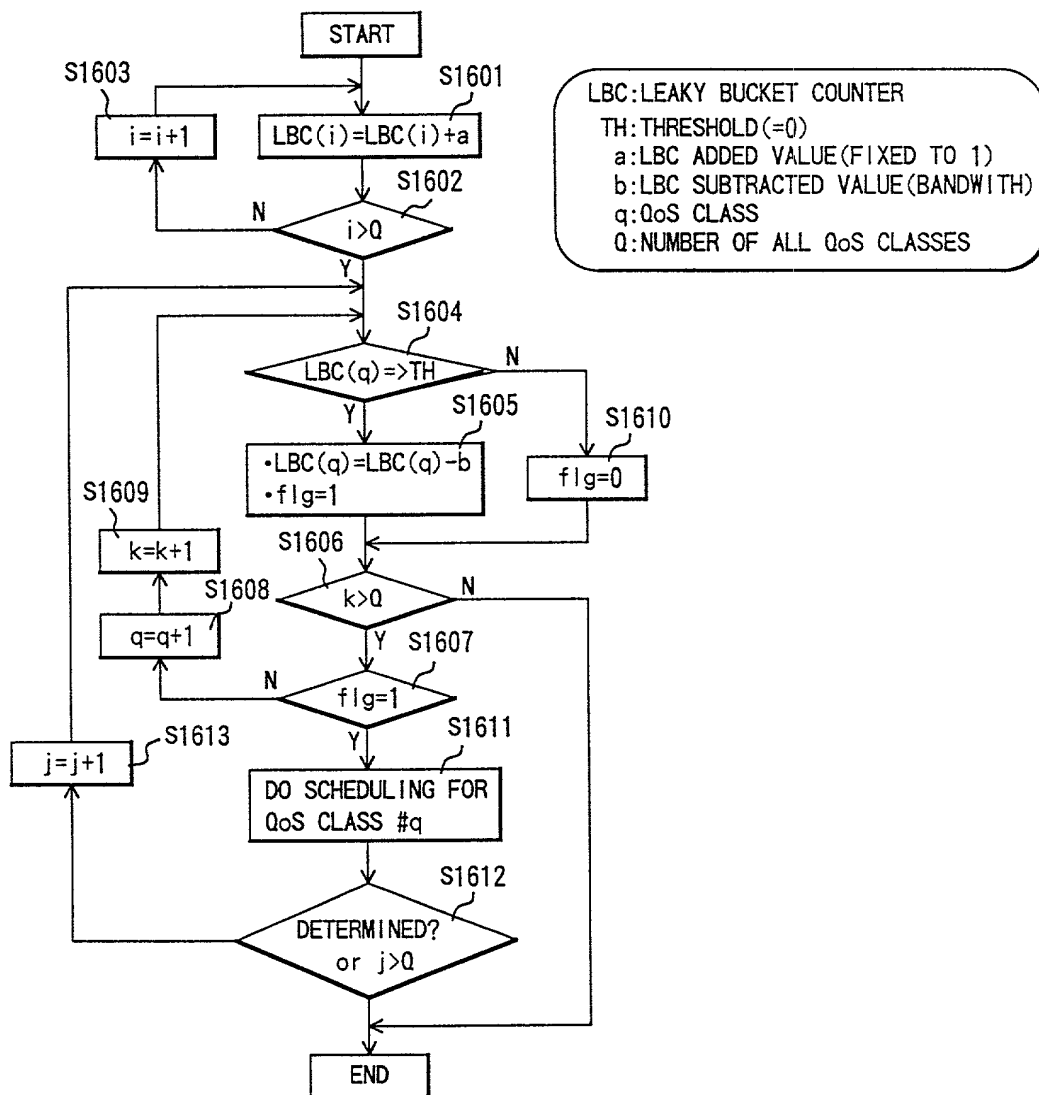 START
S1603
S1601
i=i+1
LBC(i)=LBC(i)+a
S1602
N
i>Q
Y
LBC:LEAKY BUCKET COUNTER
TH:THRESHOLD(=0)
a:LBC ADDED VALUE(FIXED TO 1)
b:LBC SUBTRACTED VALUE(BANDWITH)
q:QoS CLASS
Q:NUMBER OF ALL QoS CLASSES
S1604
LBC(q)=>TH
N
Y
S1605
S1610
・LBC(q)=LBC(q)-b
・flg=1
flg=0
S1609
k=k+1
S1606
k>Q
N
S1608
q=q+1
Y
S1607
N
flg=1
Y
S1613
j=j+1
S1611
DO SCHEDULING FOR
QoS CLASS #q
S1612
DETERMINED?
or j>Q
END